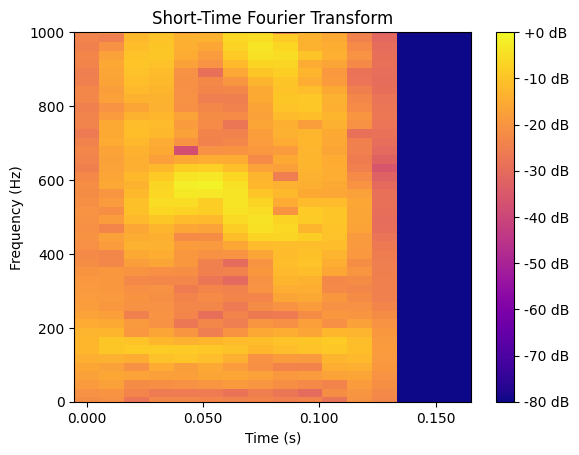 Short-Time Fourier Transform
1000
800
600
400
200
0
Frequency (Hz)
0.000
0.050
0.100
0.150
Time (s)
+0 dB
-10 dB
-20 dB
-30 dB
-40 dB
-50 dB
-60 dB
-70 dB
-80 dB